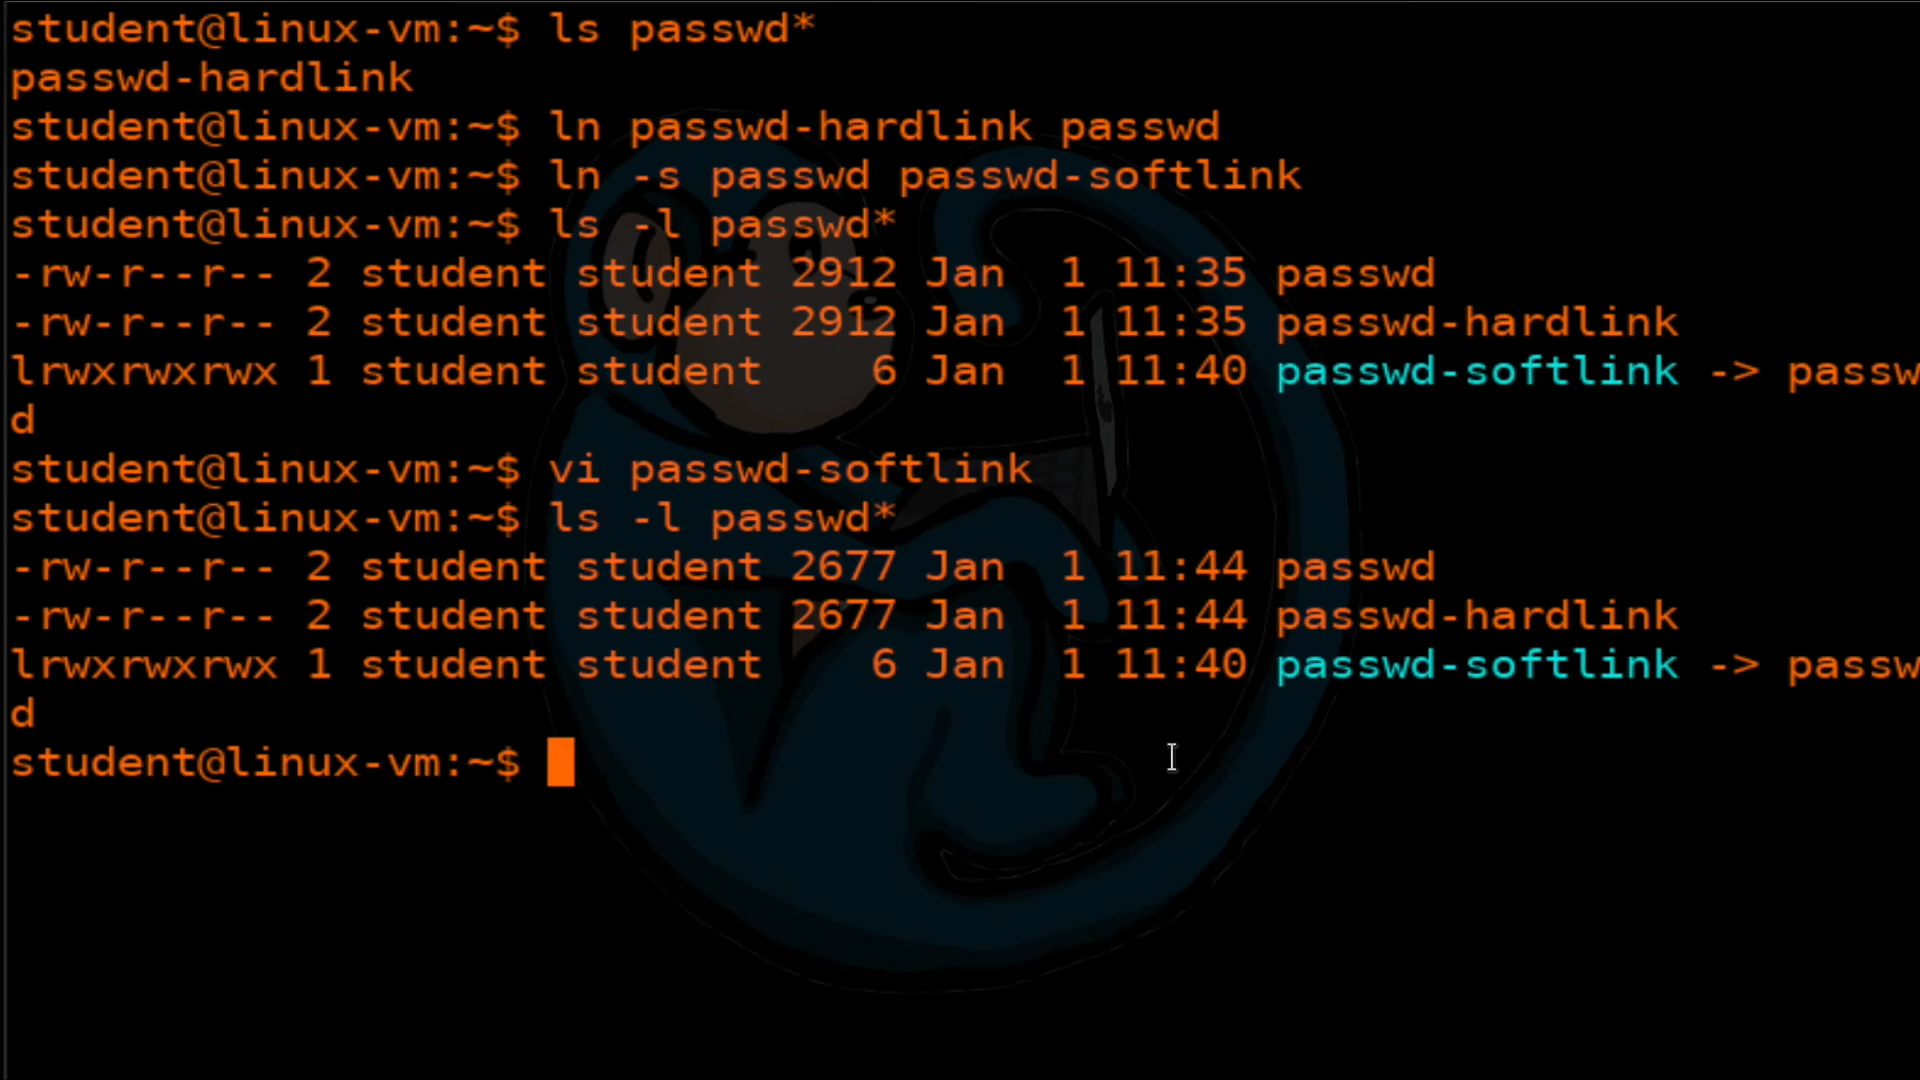 student@linux-vm:~$ ls passwd*
passwd-hardlink
student@linux-vm:~$ ln passwd-hardlink passwd
student@linux-vm:~$ ln -s passwd passwd-softlink
student@linux-vm:~$ ls -l passwd*
-rw-r--r-- 2 student student 2912 Jan  1 11:35 passwd
-rw-r--r-- 2 student student 2912 Jan  1 11:35 passwd-hardlink
lrwxrwxrwx 1 student student    6 Jan  1 11:40 passwd-softlink -> passw
d
student@linux-vm:~$ vi passwd-softlink
student@linux-vm:~$ ls -l passwd*
-rw-r--r-- 2 student student 2677 Jan  1 11:44 passwd
-rw-r--r-- 2 student student 2677 Jan  1 11:44 passwd-hardlink
lrwxrwxrwx 1 student student    6 Jan  1 11:40 passwd-softlink -> passw
d
student@linux-vm:~$